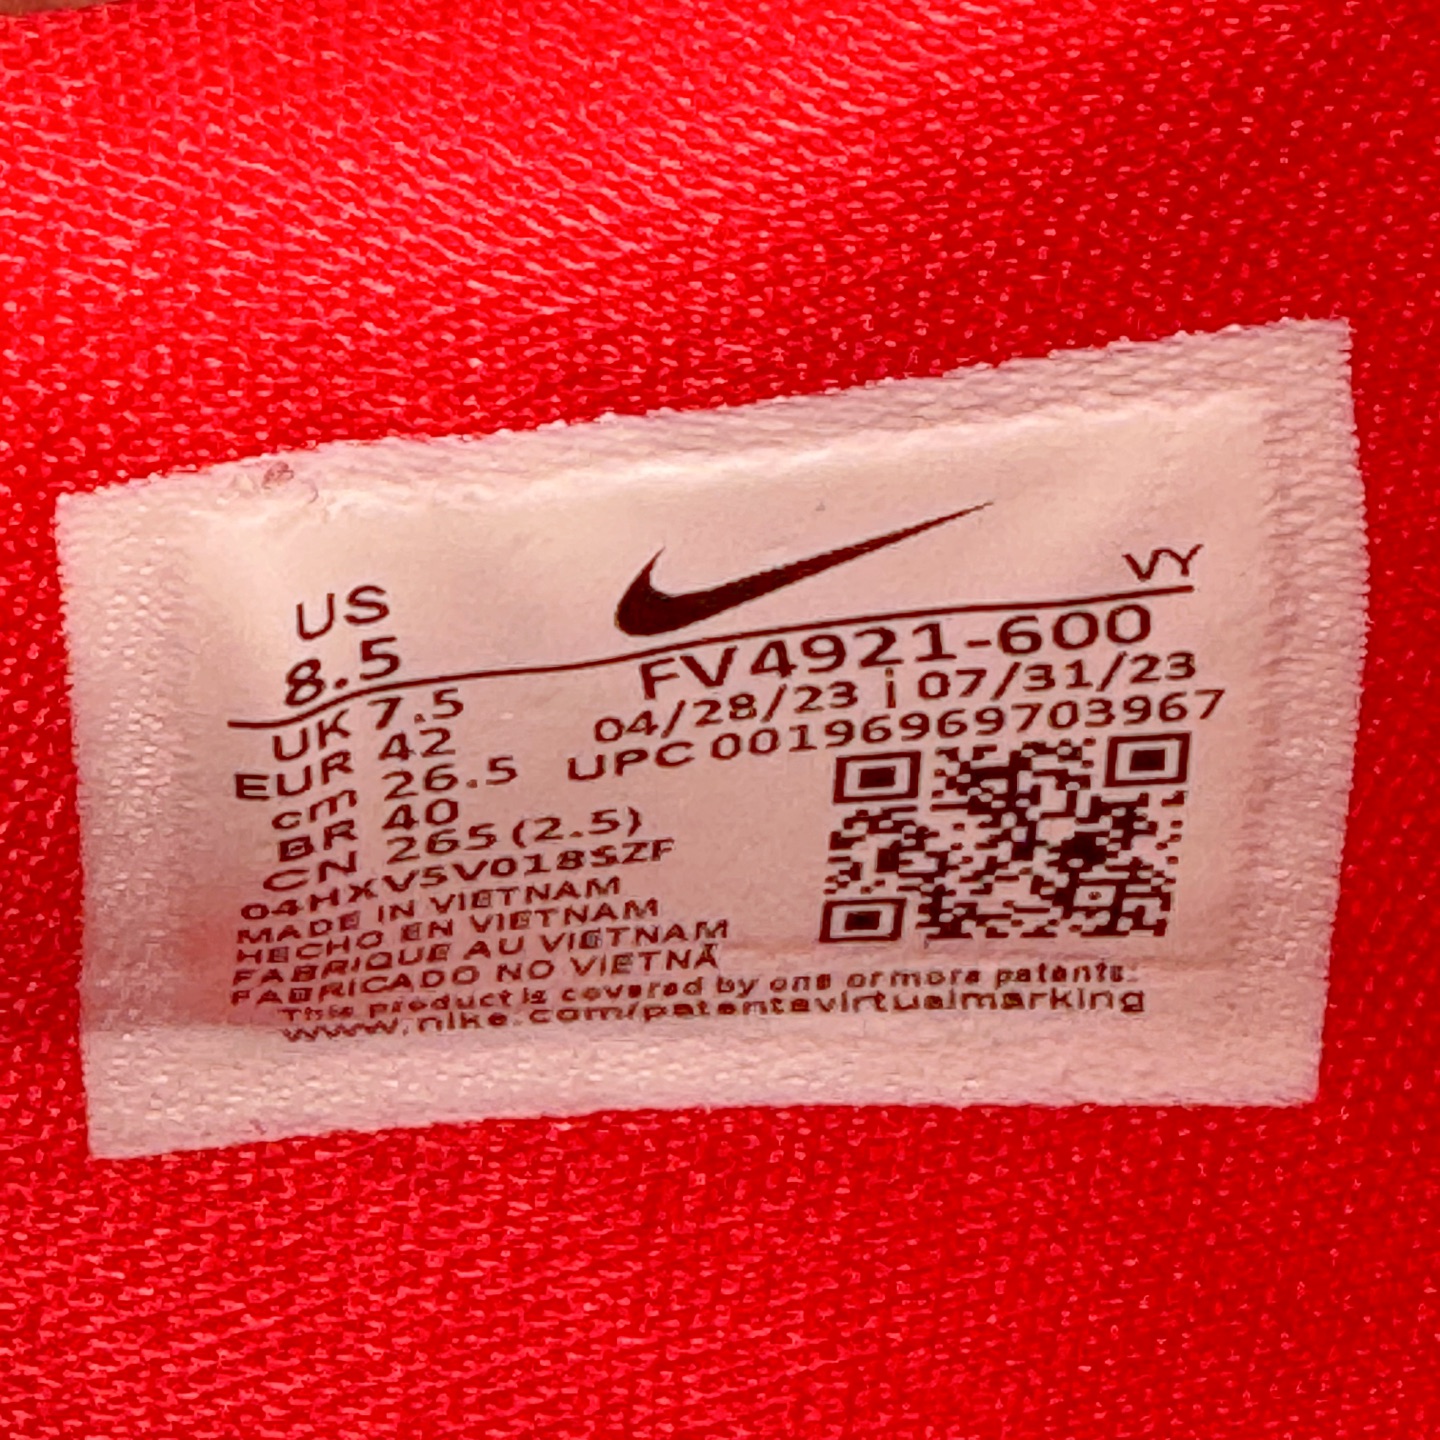 US
8.5
VY
UK 7.5
EUR 42
cm 26.5
BR 40
CN 265 (2.5)
FV4921-600
04/28/23 i 07/31/23
UPC 00196969703967
04HXV5V018SZF
MADE IN VIETNAM
HECHO EN VIETNAM
FABRIQUE AU VIETNAM
FABRICADO NO VIETNÃ
This product is covered by one or more patents:
www.nike.com/patentsvirtualmarking